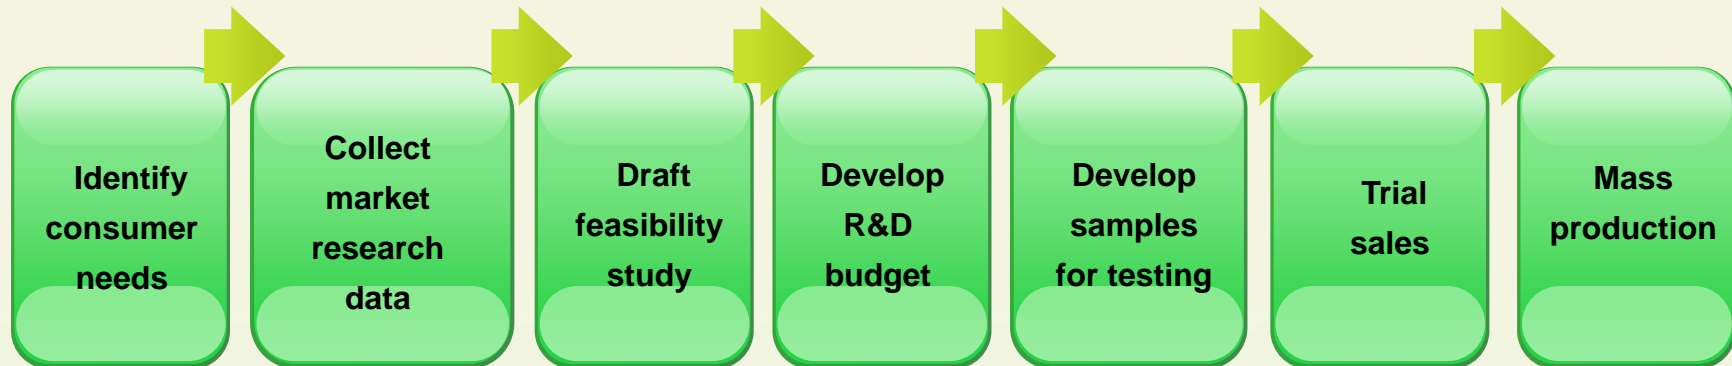 Identify
consumer
needs
Collect
market
research
data
Draft
feasibility
study
Develop
R&D
budget
Develop
samples
for testing
Trial
sales
Mass
production